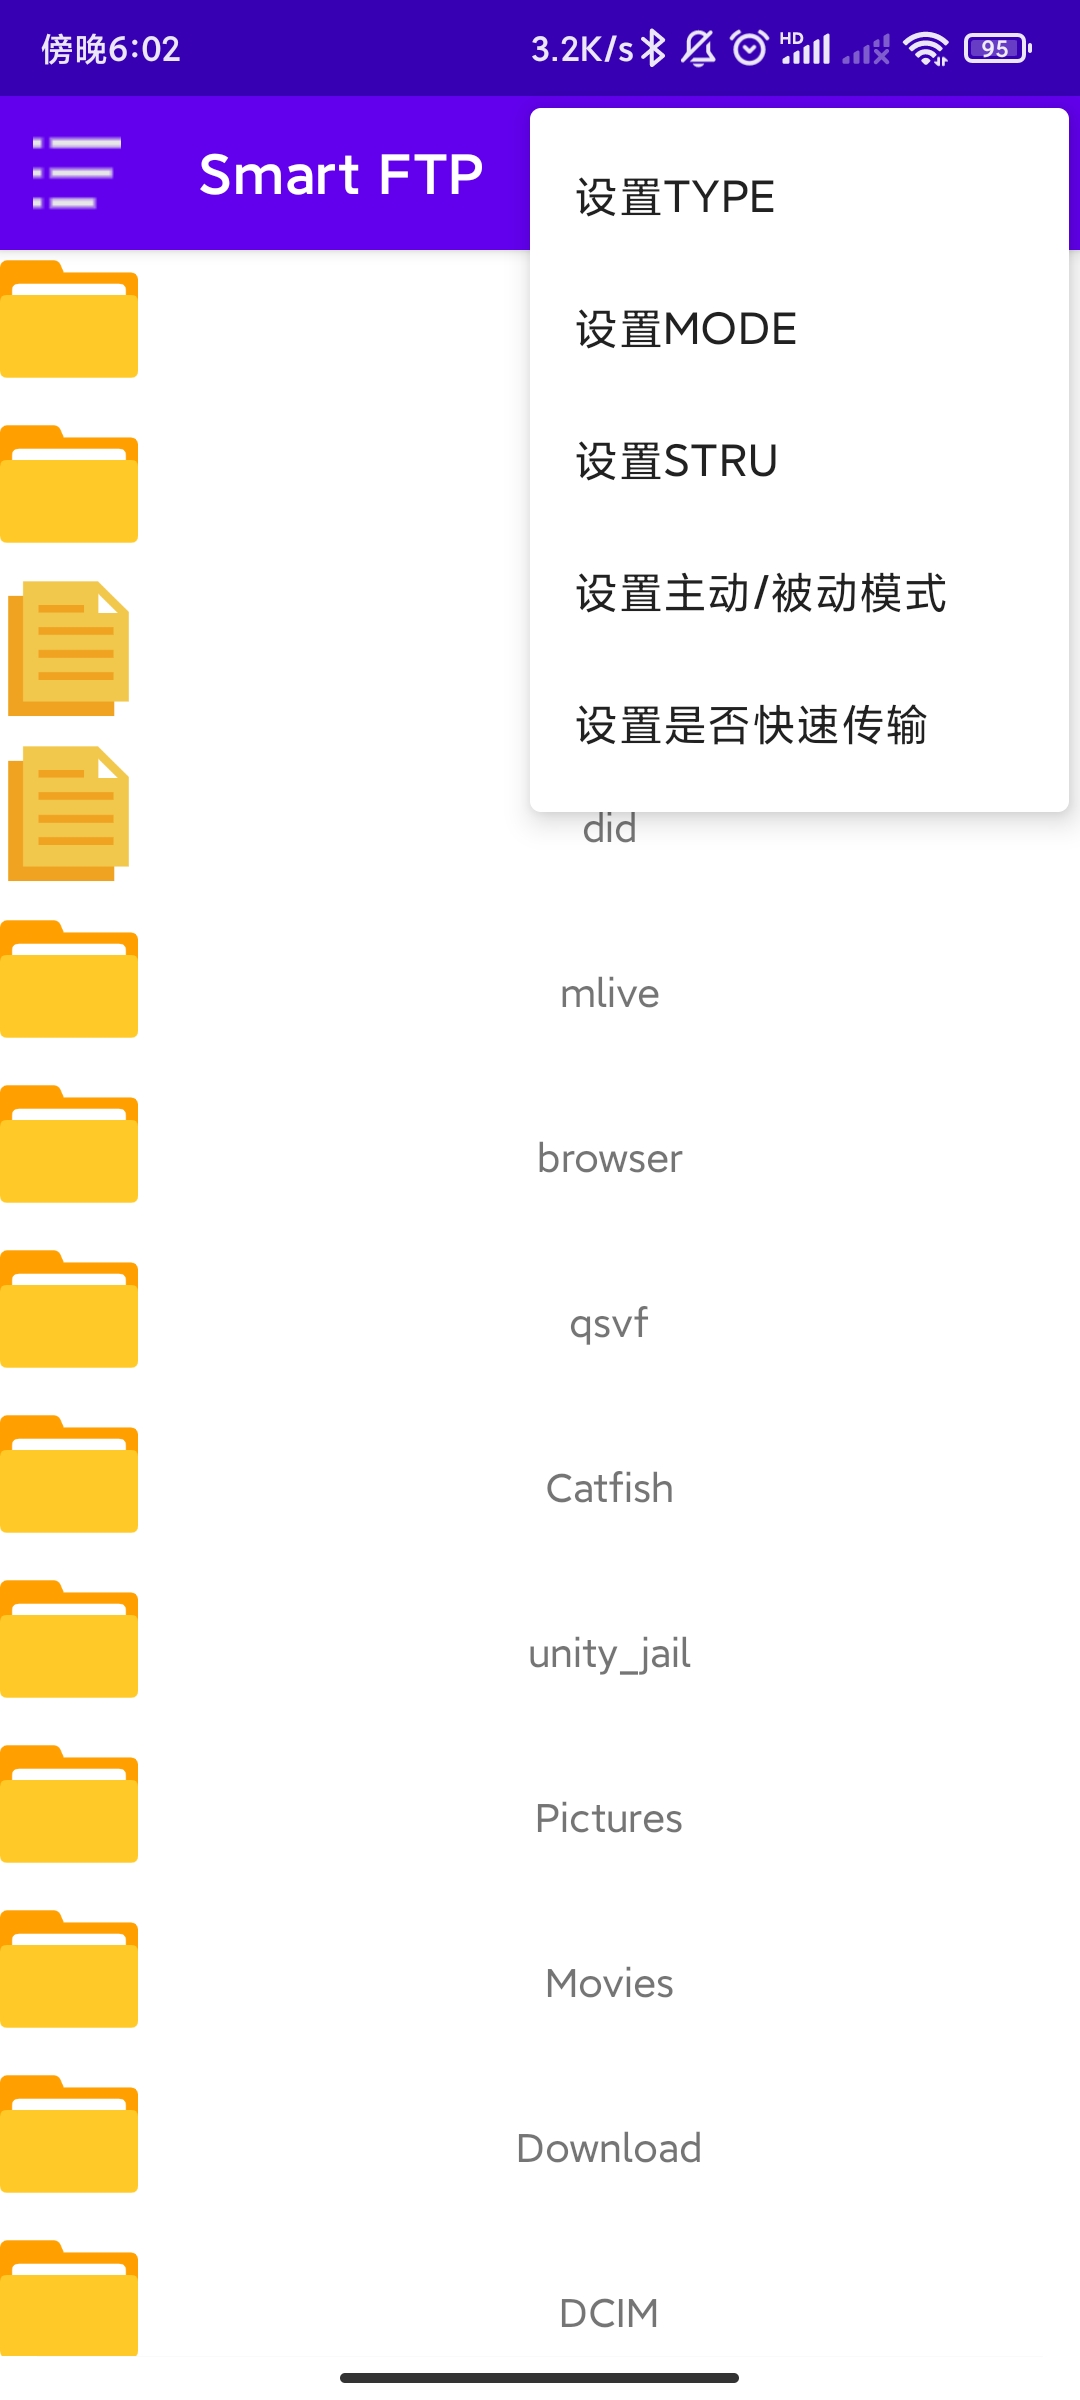 傍晚6:02 3.2K/s HD 95
Smart FTP
设置TYPE
设置MODE
设置STRU
设置主动/被动模式
设置是否快速传输
did
mlive
browser
qsvf
Catfish
unity_jail
Pictures
Movies
Download
DCIM